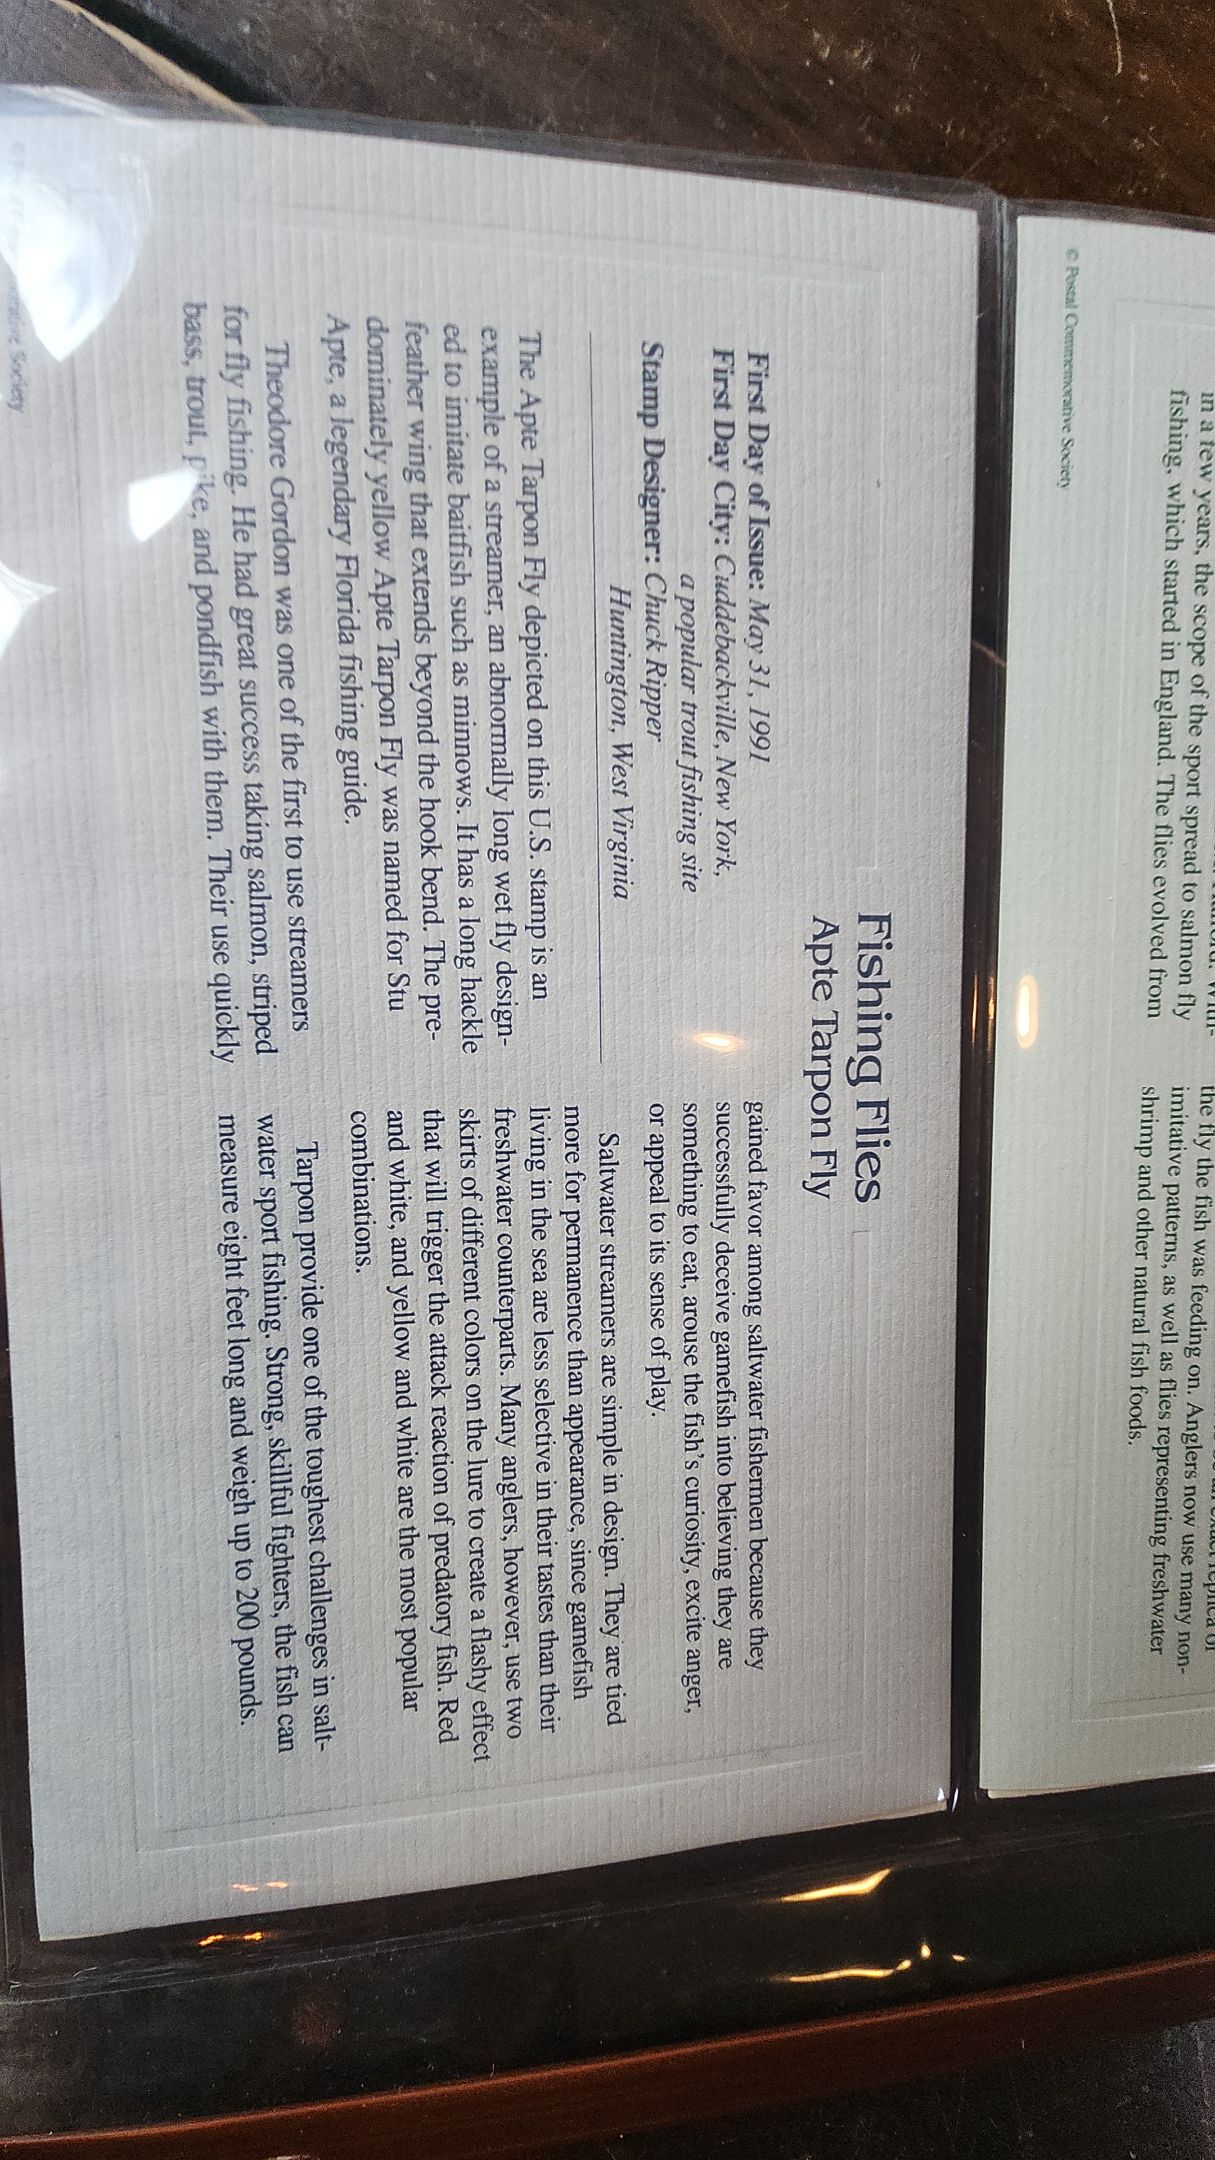 in a few years, the scope of the sport spread to salmon fly
fishing, which started in England. The flies evolved from
the fly the fish was feeding on. Anglers now use many non-
imitative patterns, as well as flies representing freshwater
shrimp and other natural fish foods.
© Postal Commemorative Society
Fishing Flies
Apte Tarpon Fly
First Day of Issue: May 31, 1991
First Day City: Cuddebackville, New York,
a popular trout fishing site
Stamp Designer: Chuck Ripper
Huntington, West Virginia
The Apte Tarpon Fly depicted on this U.S. stamp is an
example of a streamer, an abnormally long wet fly design-
ed to imitate baitfish such as minnows. It has a long hackle
feather wing that extends beyond the hook bend. The pre-
dominately yellow Apte Tarpon Fly was named for Stu
Apte, a legendary Florida fishing guide.
Theodore Gordon was one of the first to use streamers
for fly fishing. He had great success taking salmon, striped
bass, trout, pike, and pondfish with them. Their use quickly
gained favor among saltwater fishermen because they
successfully deceive gamefish into believing they are
something to eat, arouse the fish's curiosity, excite anger,
or appeal to its sense of play.
Saltwater streamers are simple in design. They are tied
more for permanence than appearance, since gamefish
living in the sea are less selective in their tastes than their
freshwater counterparts. Many anglers, however, use two
skirts of different colors on the lure to create a flashy effect
that will trigger the attack reaction of predatory fish. Red
and white, and yellow and white are the most popular
combinations.
Tarpon provide one of the toughest challenges in salt-
water sport fishing. Strong, skillful fighters, the fish can
measure eight feet long and weigh up to 200 pounds.
Society